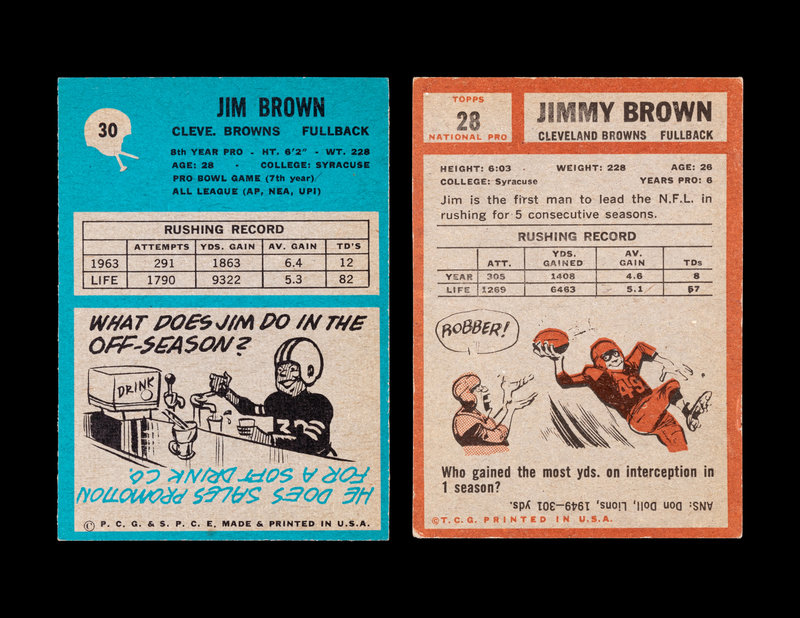 30
JIM BROWN
CLEVE. BROWNS FULLBACK
8th YEAR PRO - HT. 6'2" - WT. 228
AGE: 28 - COLLEGE: SYRACUSE
PRO BOWL GAME (7th year).
ALL LEAGUE (AP, NEA, UPI)
RUSHING RECORD
ATTEMPTS YDS. GAIN AV. GAIN TD'S
1963 291 1863 6.4 12
LIFE 1790 9322 5.3 82
WHAT DOES JIM DO IN THE
OFF-SEASON?
DRINK
HE DOES SALES PROMOTION
FOR A SOFT DRINK CO.
© P. C. G. & S. P. C. E. MADE & PRINTED IN U.S.A.
TOPPS
28
NATIONAL PRO
JIMMY BROWN
CLEVELAND BROWNS FULLBACK
HEIGHT: 6:03 WEIGHT: 228 AGE: 26
COLLEGE: Syracuse YEARS PRO: 6
Jim is the first man to lead the N.F.L. in
rushing for 5 consecutive seasons.
RUSHING RECORD
ATT. YDS. GAINED AV. GAIN TDs
YEAR 305 1408 4.6 8
LIFE 1269 6463 5.1 57
ROBBER!
49
Who gained the most yds. on interception in
1 season?
ANS: Don Doll, Lions, 1949—301 yds.
© T. C. G. PRINTED IN U.S.A.